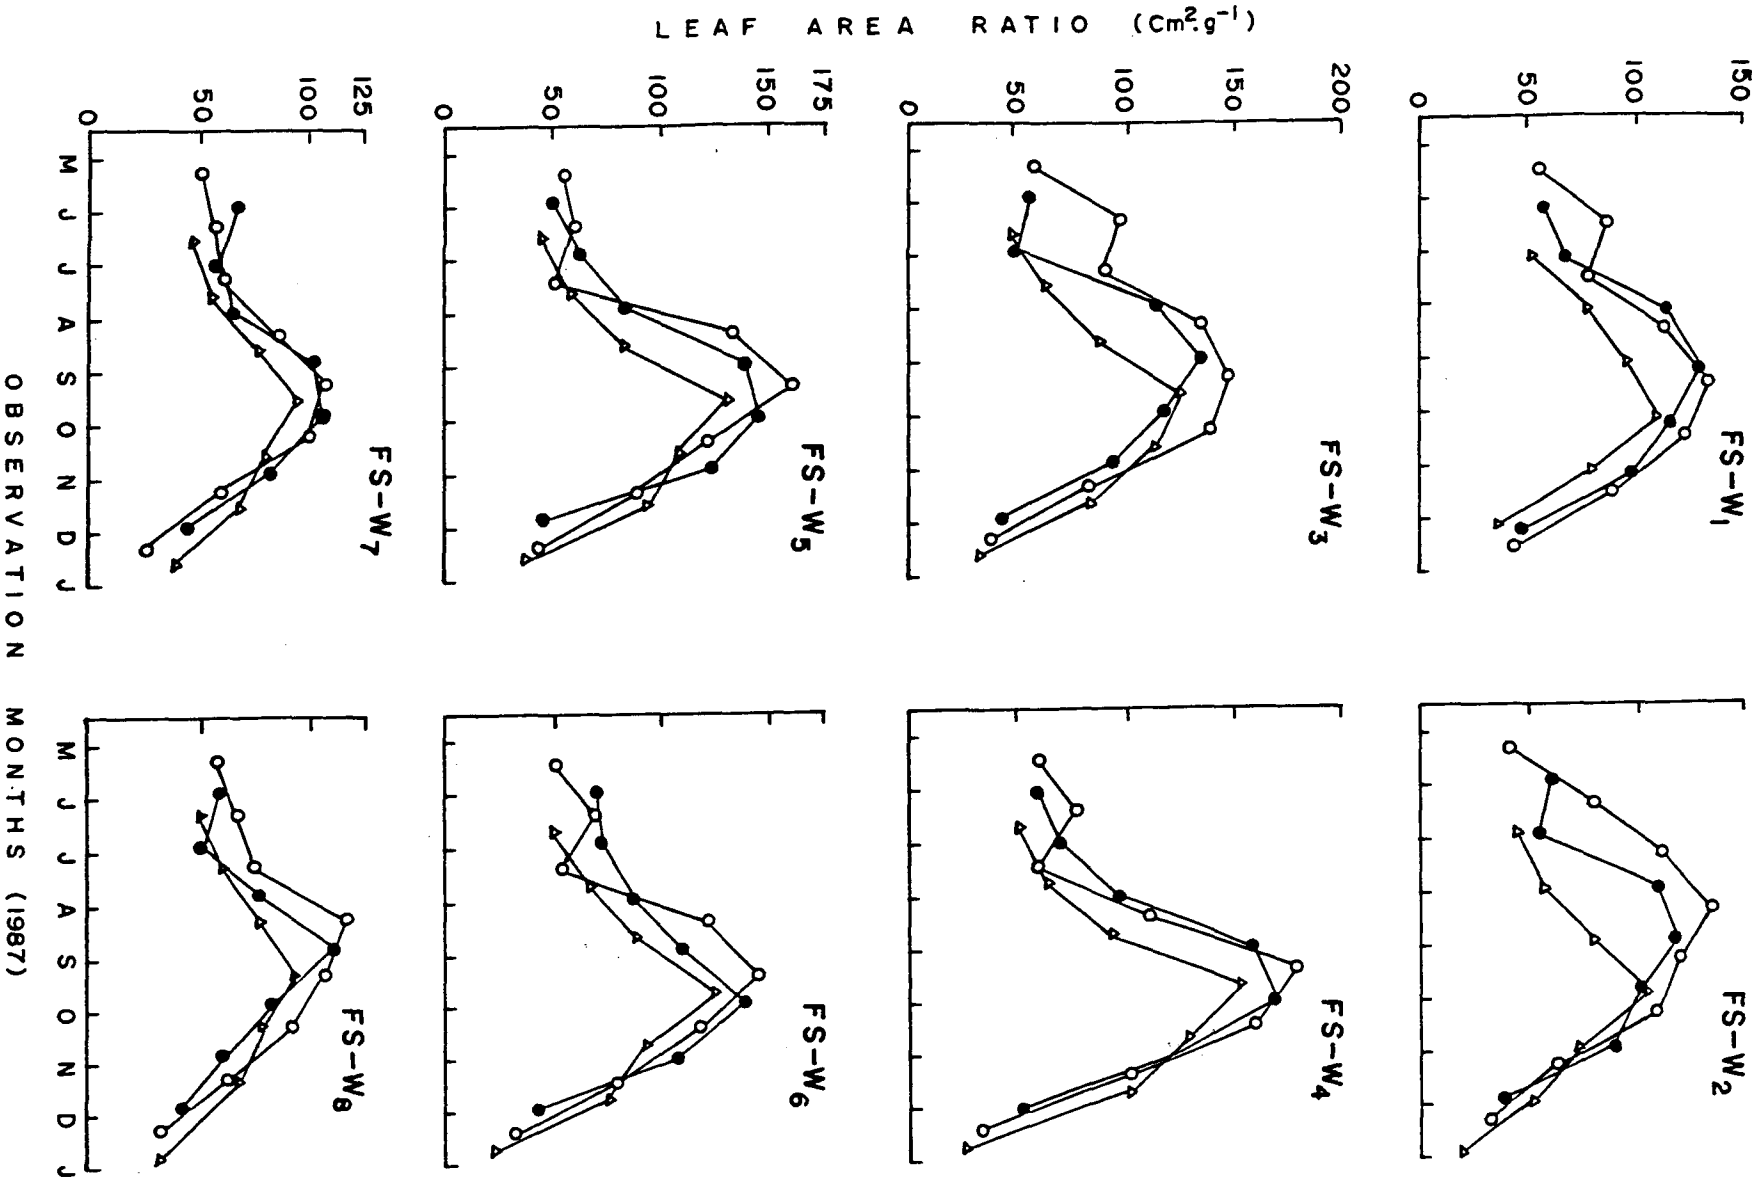 LEAF AREA RATIO (Cm².g⁻¹)
150
100
50
0
FS-W1
FS-W2
200
150
100
50
0
FS-W3
FS-W4
175
150
100
50
0
FS-W5
FS-W6
125
100
50
0
FS-W7
FS-W8
M J J A S O N D J
M J J A S O N D J
OBSERVATION MONTHS (1987)